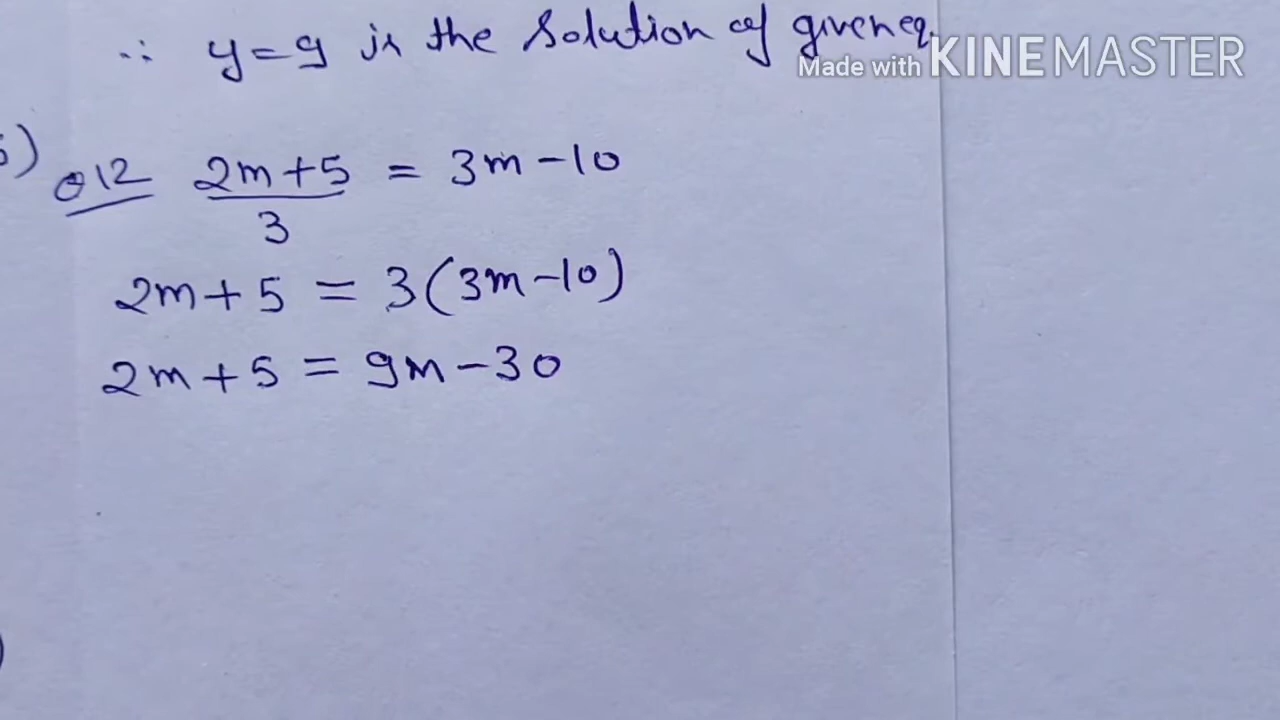 ∴ y=9 is the solution of given eq.
Made with KINEMASTER
Q12 (2m+5)/3 = 3m-10
2m+5 = 3(3m-10)
2m+5 = 9m-30